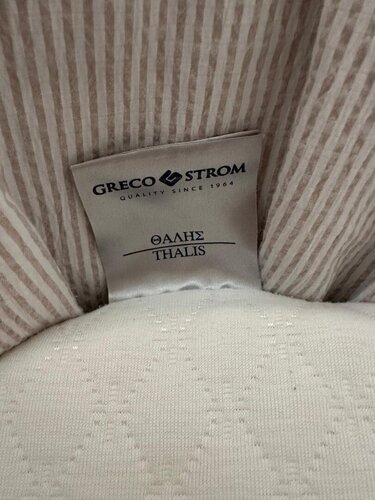 GRECO STROM
QUALITY SINCE 1964
ΘΑΛΗΣ
THALIS